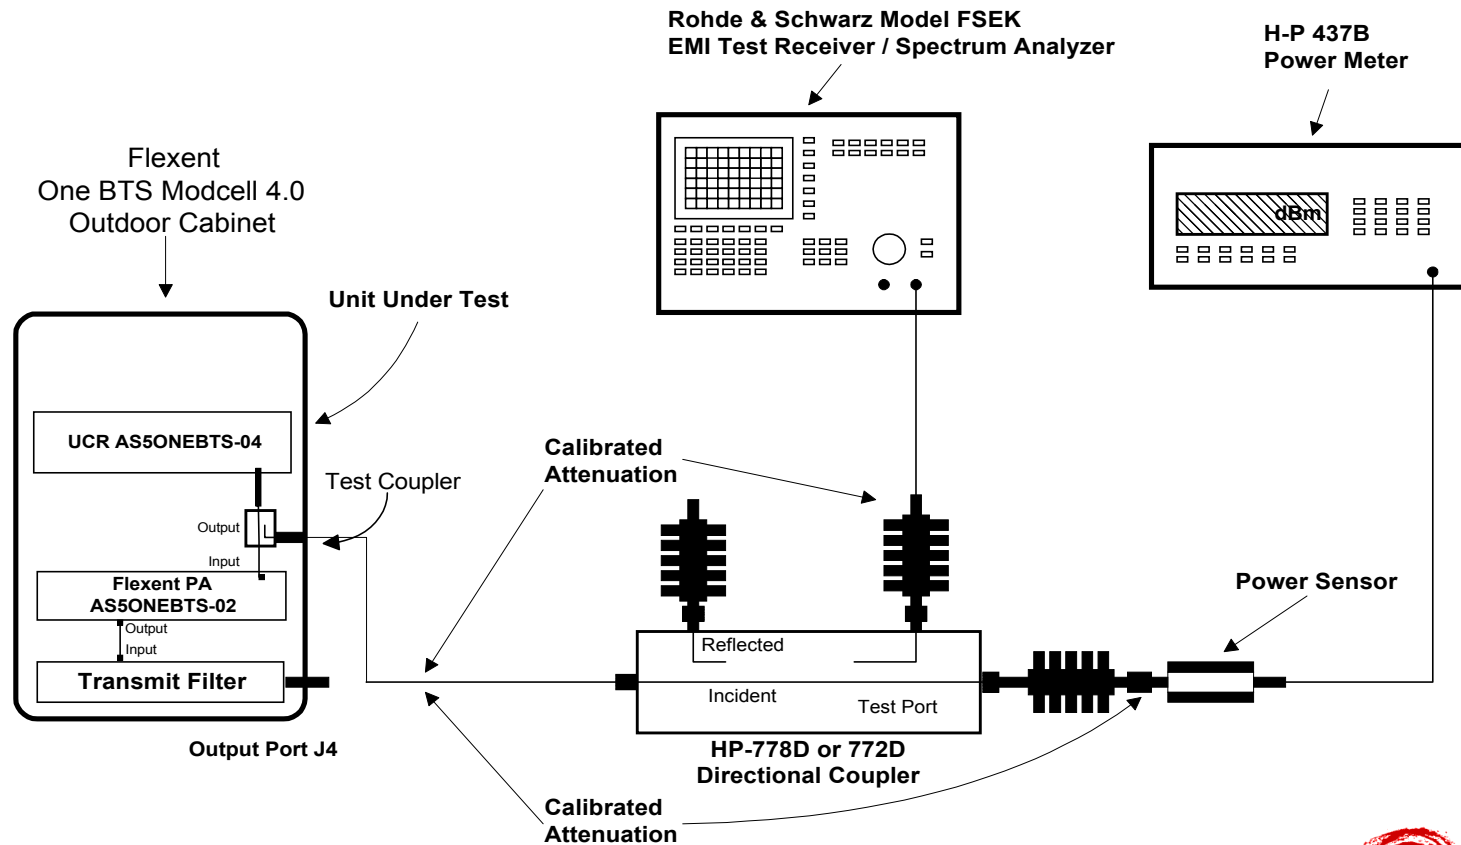 Rohde & Schwarz Model FSEK
EMI Test Receiver / Spectrum Analyzer
H-P 437B
Power Meter
Flexent
One BTS Modcell 4.0
Outdoor Cabinet
dBm
Unit Under Test
UCR AS5ONEBTS-04
Calibrated
Attenuation
Test Coupler
Output
Input
Flexent PA
AS5ONEBTS-02
Output
Input
Transmit Filter
Power Sensor
Reflected
Incident
Test Port
Output Port J4
HP-778D or 772D
Directional Coupler
Calibrated
Attenuation